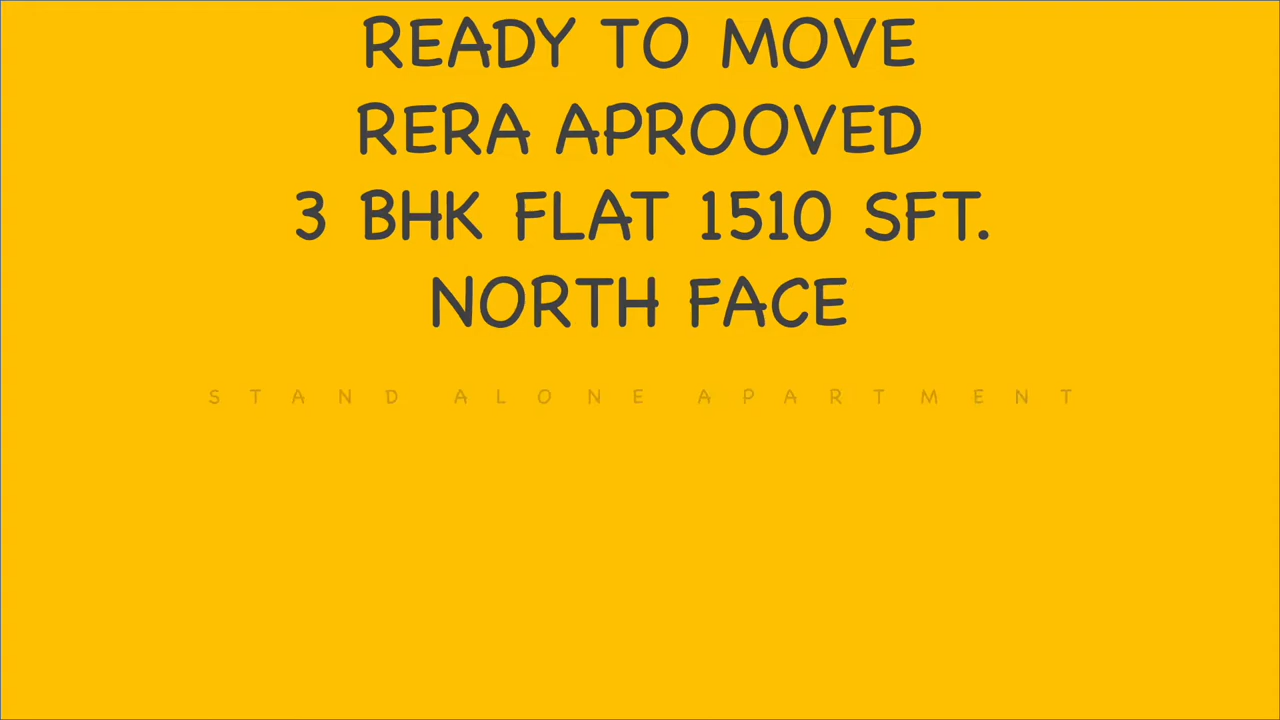 READY TO MOVE
RERA APROOVED
3 BHK FLAT 1510 SFT.
NORTH FACE
STAND ALONE APARTMENT